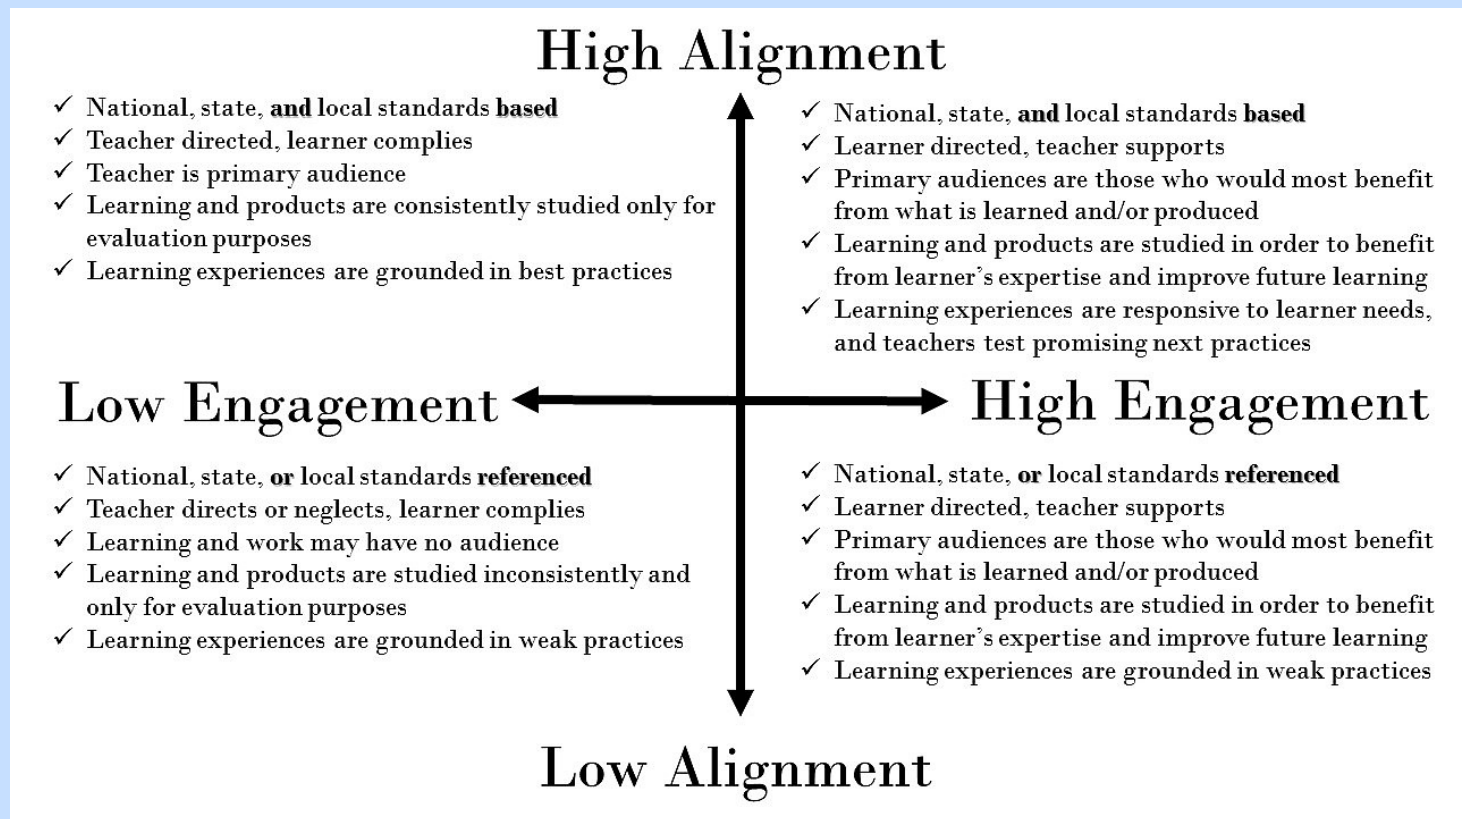 High Alignment
✓ National, state, and local standards based
✓ Teacher directed, learner complies
✓ Teacher is primary audience
✓ Learning and products are consistently studied only for
evaluation purposes
✓ Learning experiences are grounded in best practices
✓ National, state, and local standards based
✓ Learner directed, teacher supports
✓ Primary audiences are those who would most benefit
from what is learned and/or produced
✓ Learning and products are studied in order to benefit
from learner's expertise and improve future learning
✓ Learning experiences are responsive to learner needs,
and teachers test promising next practices
Low Engagement
High Engagement
✓ National, state, or local standards referenced
✓ Teacher directs or neglects, learner complies
✓ Learning and work may have no audience
✓ Learning and products are studied inconsistently and
only for evaluation purposes
✓ Learning experiences are grounded in weak practices
✓ National, state, or local standards referenced
✓ Learner directed, teacher supports
✓ Primary audiences are those who would most benefit
from what is learned and/or produced
✓ Learning and products are studied in order to benefit
from learner's expertise and improve future learning
✓ Learning experiences are grounded in weak practices
Low Alignment